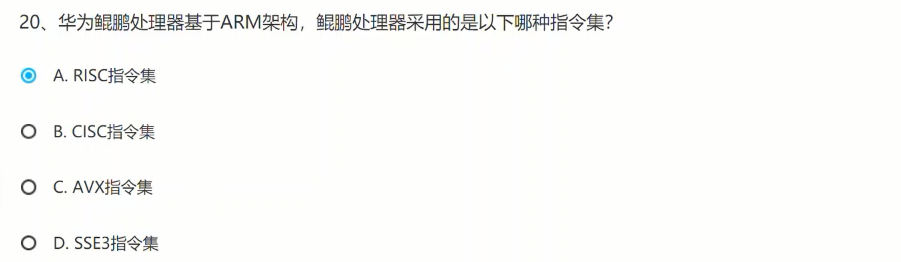 20、华为鲲鹏处理器基于ARM架构，鲲鹏处理器采用的是以下哪种指令集？
A. RISC指令集
B. CISC指令集
C. AVX指令集
D. SSE3指令集